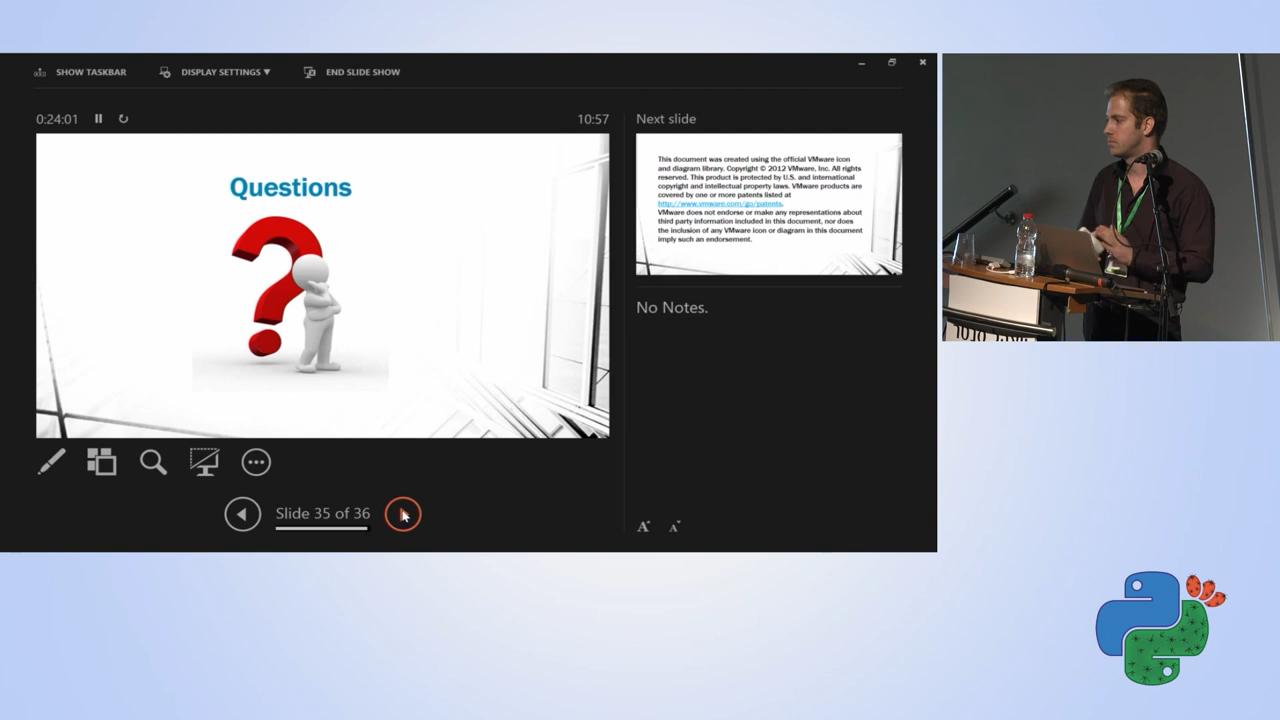 SHOW TASKBAR
DISPLAY SETTINGS ▼
END SLIDE SHOW
0:24:01
10:57
Next slide
Questions
This document was created using the official VMware icon
and diagram library. Copyright © 2012 VMware, Inc. All rights
reserved. This product is protected by U.S. and international
copyright and intellectual property laws. VMware products are
covered by one or more patents listed at
http://www.vmware.com/go/patents.
VMware does not endorse or make any representations about
third party information included in this document, nor does
the inclusion of any VMware icon or diagram in this document
imply such an endorsement.
No Notes.
Slide 35 of 36
A
A